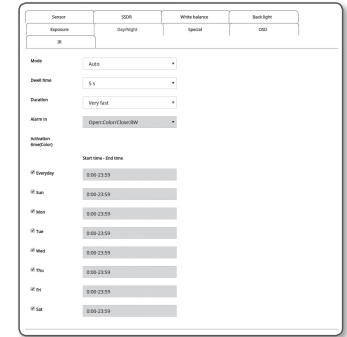 Sensor SSDR White balance Back light
Exposure Day/Night Special OSD
IR
Mode Auto
Dwell time 5 s
Duration Very fast
Alarm in Open:Color/Close:BW
Activation
time(Color)
Start time - End time
Everyday 0:00-23:59
Sun 0:00-23:59
Mon 0:00-23:59
Tue 0:00-23:59
Wed 0:00-23:59
Thu 0:00-23:59
Fri 0:00-23:59
Sat 0:00-23:59